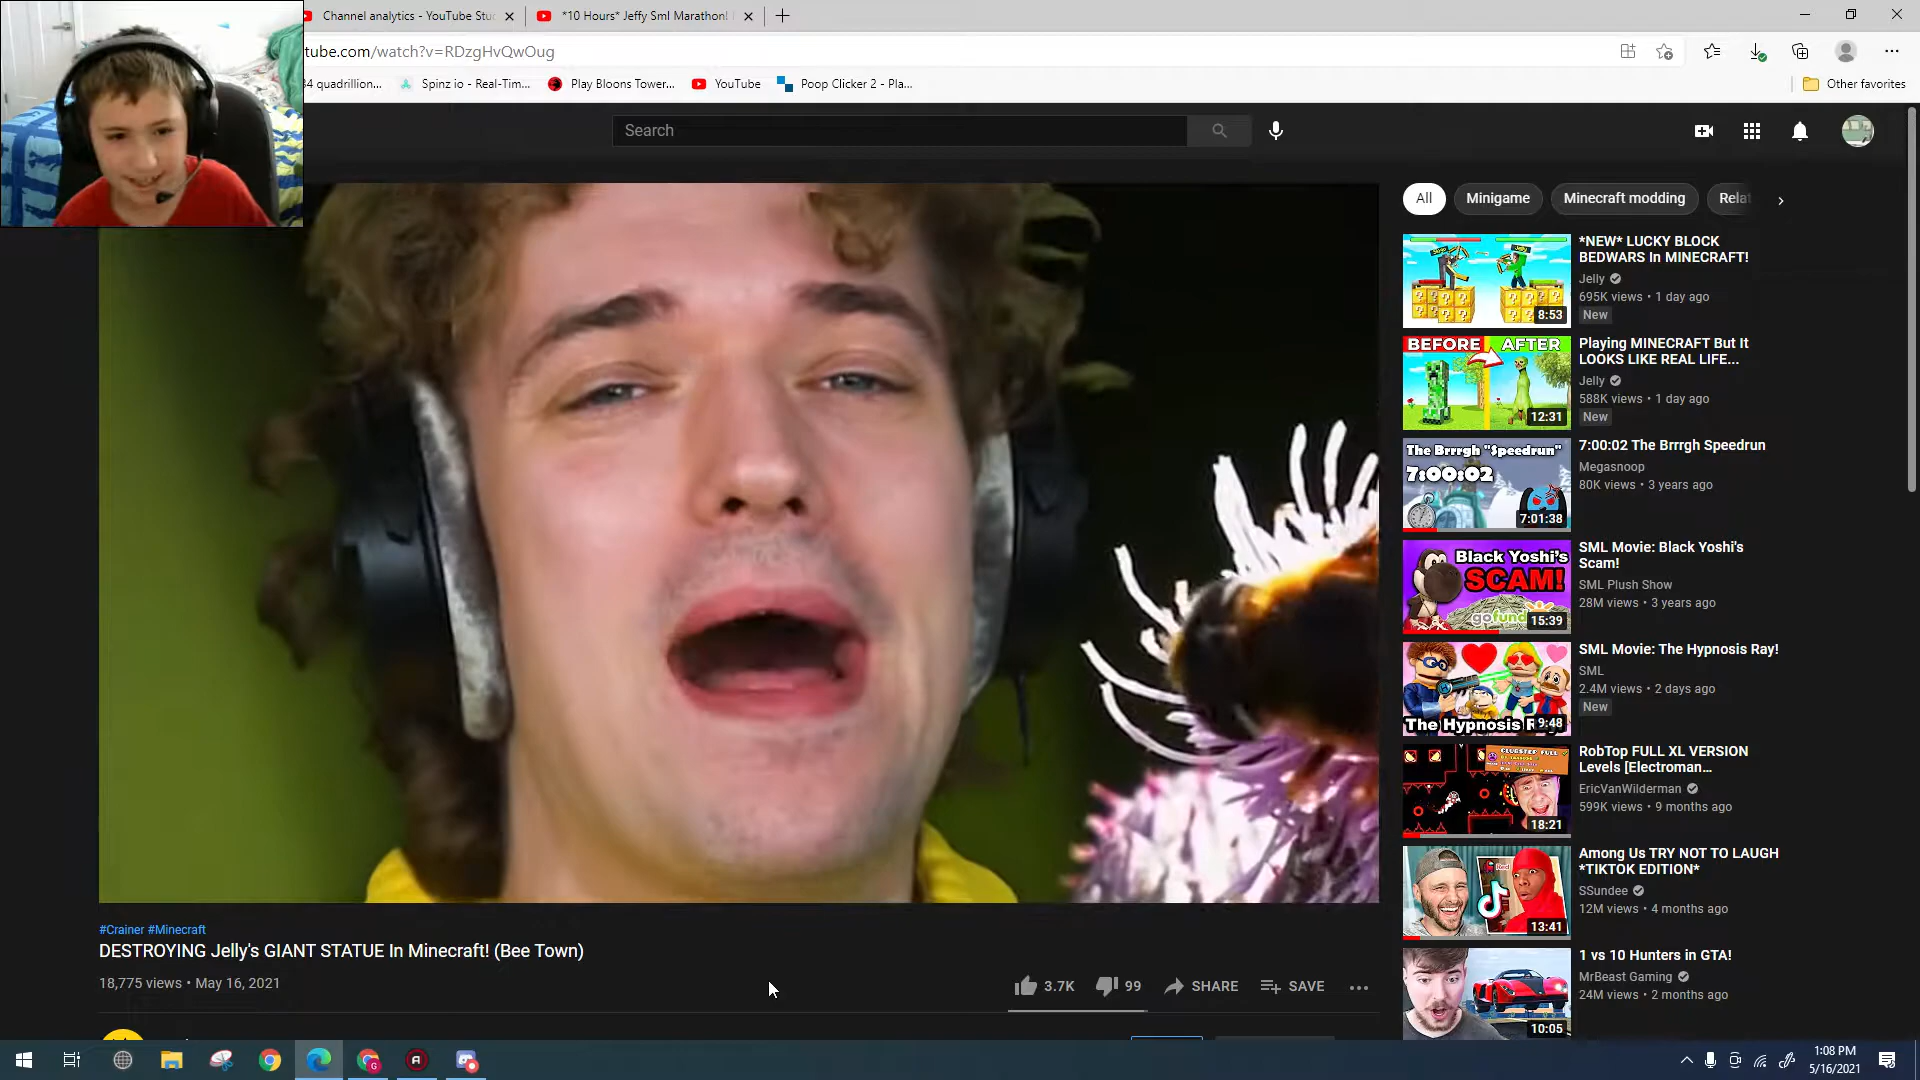 Channel analytics - YouTube Stu
*10 Hours* Jeffy Sml Marathon!
tube.com/watch?v=RDzgHvQwOug
34 quadrillion...
Spinz io - Real-Tim...
Play Bloons Tower...
YouTube
Poop Clicker 2 - Pla...
Other favorites
Search
All
Minigame
Minecraft modding
Relat
*NEW* LUCKY BLOCK
BEDWARS In MINECRAFT!
Jelly
695K views • 1 day ago
New
8:53
BEFORE
AFTER
12:31
Playing MINECRAFT But It
LOOKS LIKE REAL LIFE...
Jelly
588K views • 1 day ago
New
The Brrrgh "Speedrun"
7:00:02
7:01:38
7:00:02 The Brrrgh Speedrun
Megasnoop
80K views • 3 years ago
Black Yoshi's
SCAM!
gofund
15:39
SML Movie: Black Yoshi's
Scam!
SML Plush Show
28M views • 3 years ago
The Hypnosis R
9:48
SML Movie: The Hypnosis Ray!
SML
2.4M views • 2 days ago
New
18:21
RobTop FULL XL VERSION
Levels [Electroman...
EricVanWilderman
599K views • 9 months ago
13:41
Among Us TRY NOT TO LAUGH
*TIKTOK EDITION*
SSundee
12M views • 4 months ago
10:05
1 vs 10 Hunters in GTA!
MrBeast Gaming
24M views • 2 months ago
#Crainer #Minecraft
DESTROYING Jelly's GIANT STATUE In Minecraft! (Bee Town)
18,775 views • May 16, 2021
3.7K
99
SHARE
SAVE
1:08 PM
5/16/2021